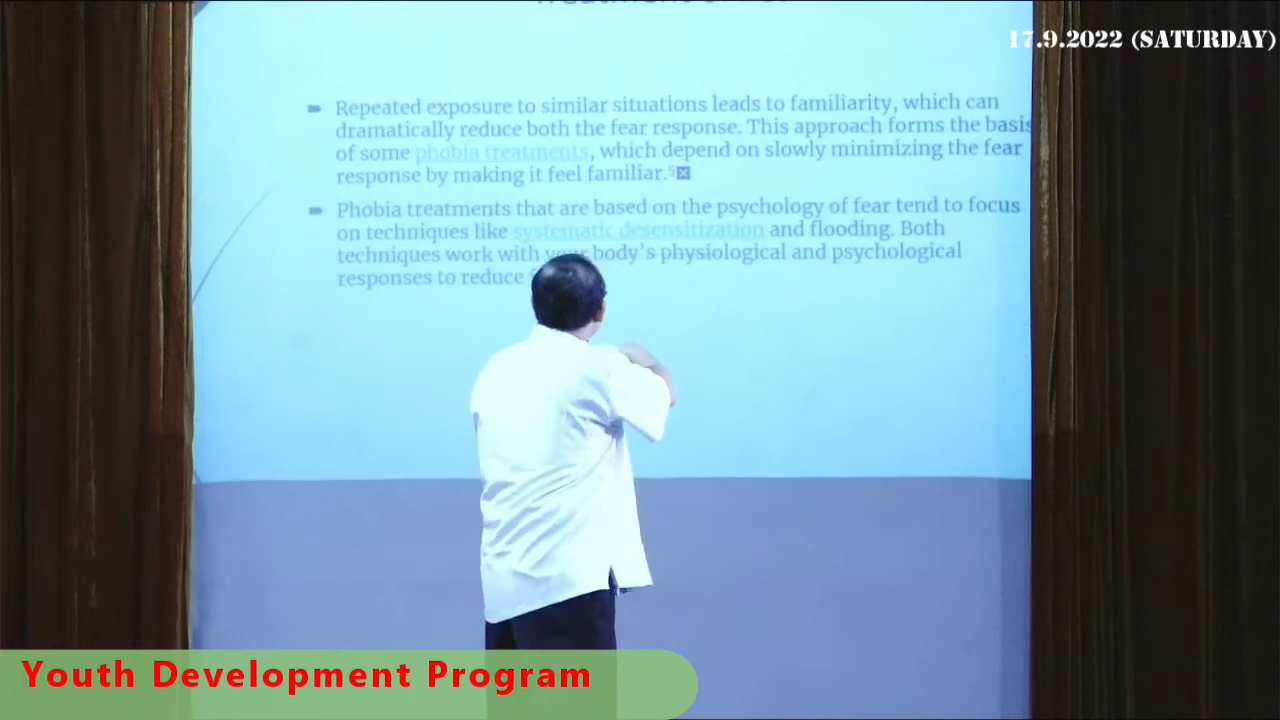 Treatment of
17.9.2022 (SATURDAY)
Repeated exposure to similar situations leads to familiarity, which can
dramatically reduce both the fear response. This approach forms the basis
of some phobia treatments, which depend on slowly minimizing the fear
response by making it feel familiar.5
Phobia treatments that are based on the psychology of fear tend to focus
on techniques like systematic desensitization and flooding. Both
techniques work with your body's physiological and psychological
responses to reduce
Youth Development Program